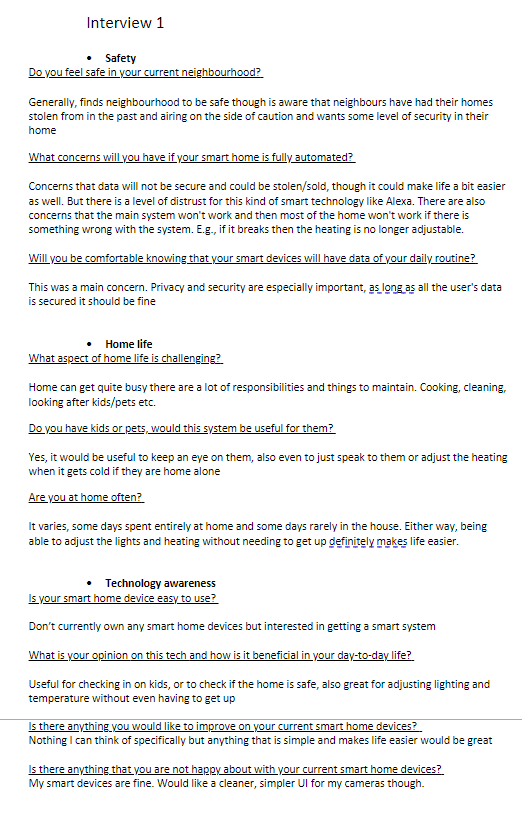 Interview 1
• Safety
Do you feel safe in your current neighbourhood?
Generally, finds neighbourhood to be safe though is aware that neighbours have had their homes
stolen from in the past and airing on the side of caution and wants some level of security in their
home
What concerns will you have if your smart home is fully automated?
Concerns that data will not be secure and could be stolen/sold, though it could make life a bit easier
as well. But there is a level of distrust for this kind of smart technology like Alexa. There are also
concerns that the main system won't work and then most of the home won't work if there is
something wrong with the system. E.g., if it breaks then the heating is no longer adjustable.
Will you be comfortable knowing that your smart devices will have data of your daily routine?
This was a main concern. Privacy and security are especially important, as long as all the user's data
is secured it should be fine
• Home life
What aspect of home life is challenging?
Home can get quite busy there are a lot of responsibilities and things to maintain. Cooking, cleaning,
looking after kids/pets etc.
Do you have kids or pets, would this system be useful for them?
Yes, it would be useful to keep an eye on them, also even to just speak to them or adjust the heating
when it gets cold if they are home alone
Are you at home often?
It varies, some days spent entirely at home and some days rarely in the house. Either way, being
able to adjust the lights and heating without needing to get up definitely makes life easier.
• Technology awareness
Is your smart home device easy to use?
Don't currently own any smart home devices but interested in getting a smart system
What is your opinion on this tech and how is it beneficial in your day-to-day life?
Useful for checking in on kids, or to check if the home is safe, also great for adjusting lighting and
temperature without even having to get up
Is there anything you would like to improve on your current smart home devices?
Nothing I can think of specifically but anything that is simple and makes life easier would be great
Is there anything that you are not happy about with your current smart home devices?
My smart devices are fine. Would like a cleaner, simpler UI for my cameras though.